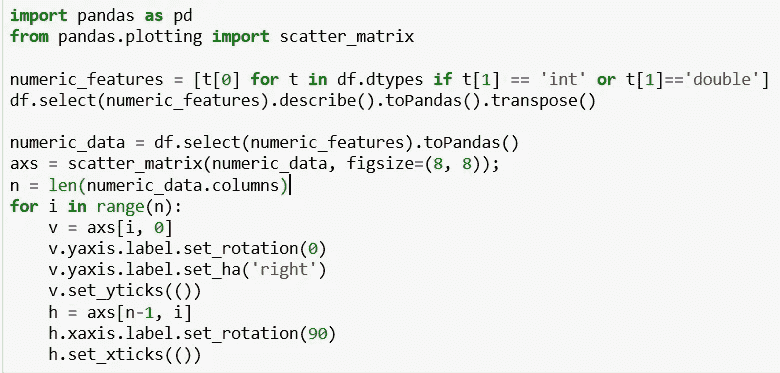 import pandas as pd
from pandas.plotting import scatter_matrix

numeric_features = [t[0] for t in df.dtypes if t[1] == 'int' or t[1]=='double']
df.select(numeric_features).describe().toPandas().transpose()

numeric_data = df.select(numeric_features).toPandas()
axs = scatter_matrix(numeric_data, figsize=(8, 8));
n = len(numeric_data.columns)
for i in range(n):
    v = axs[i, 0]
    v.yaxis.label.set_rotation(0)
    v.yaxis.label.set_ha('right')
    v.set_yticks(())
    h = axs[n-1, i]
    h.xaxis.label.set_rotation(90)
    h.set_xticks(())